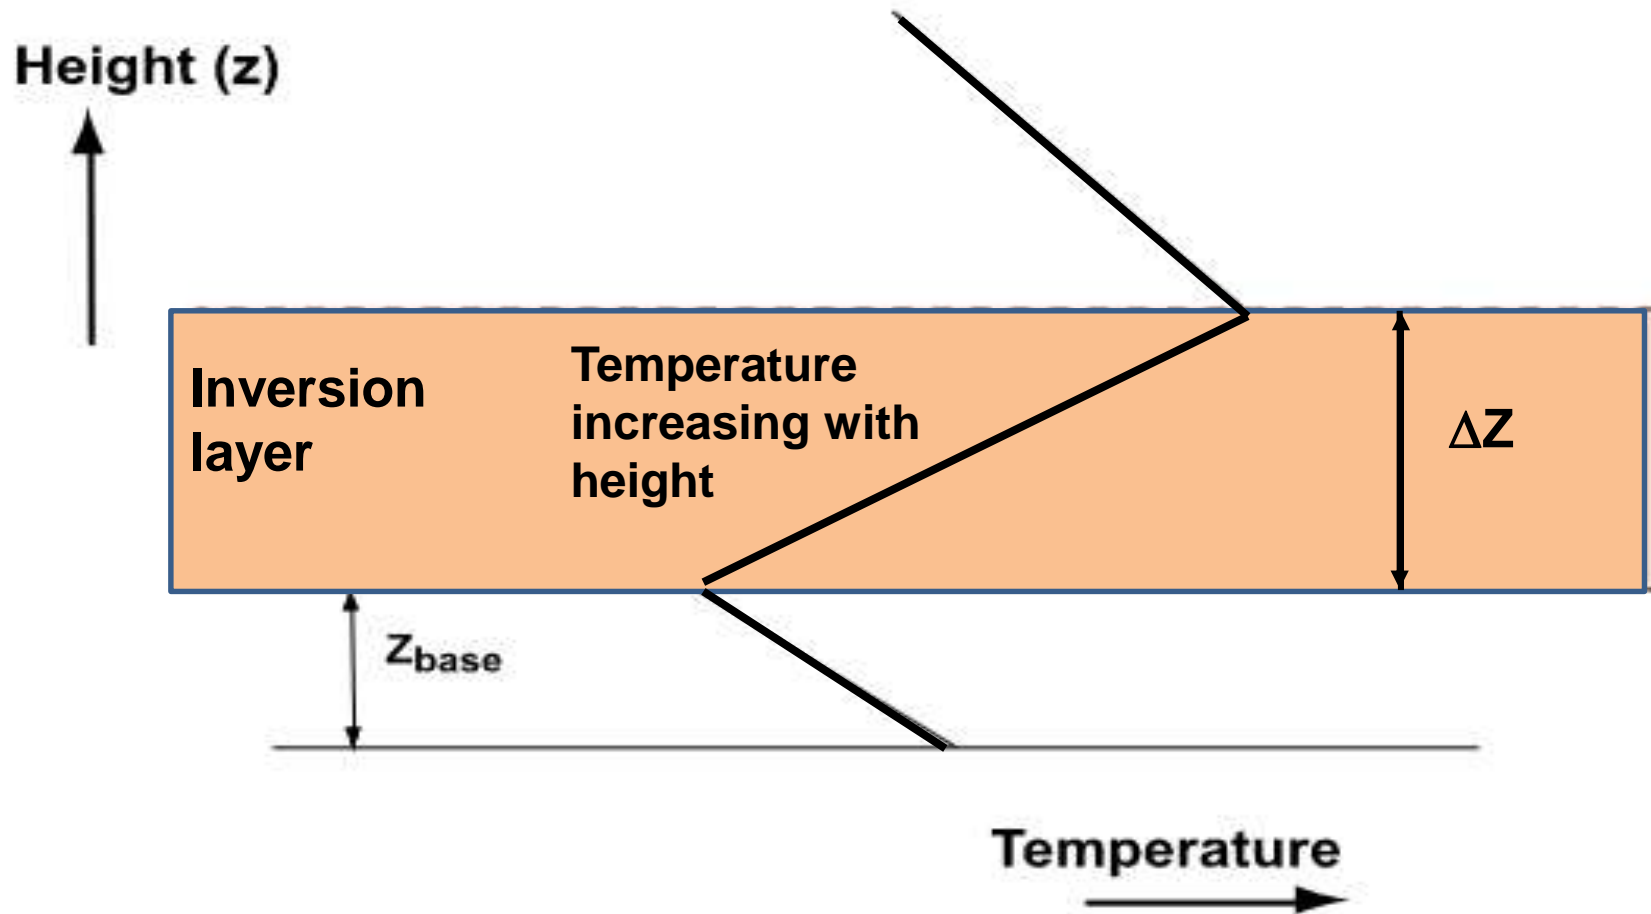 Height (z)
Inversion
layer
Temperature
increasing with
height
ΔZ
Zbase
Temperature